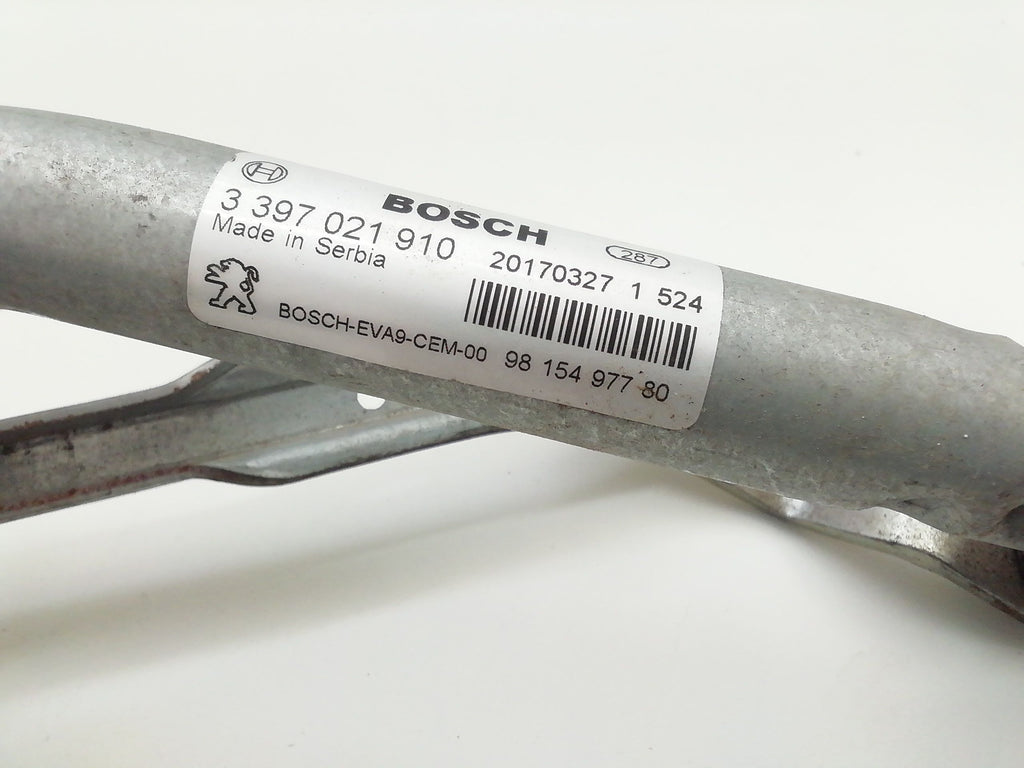 BOSCH
3 397 021 910
287
Made in Serbia
20170327 1 524
BOSCH-EVA9-CEM-00
98 154 977 80